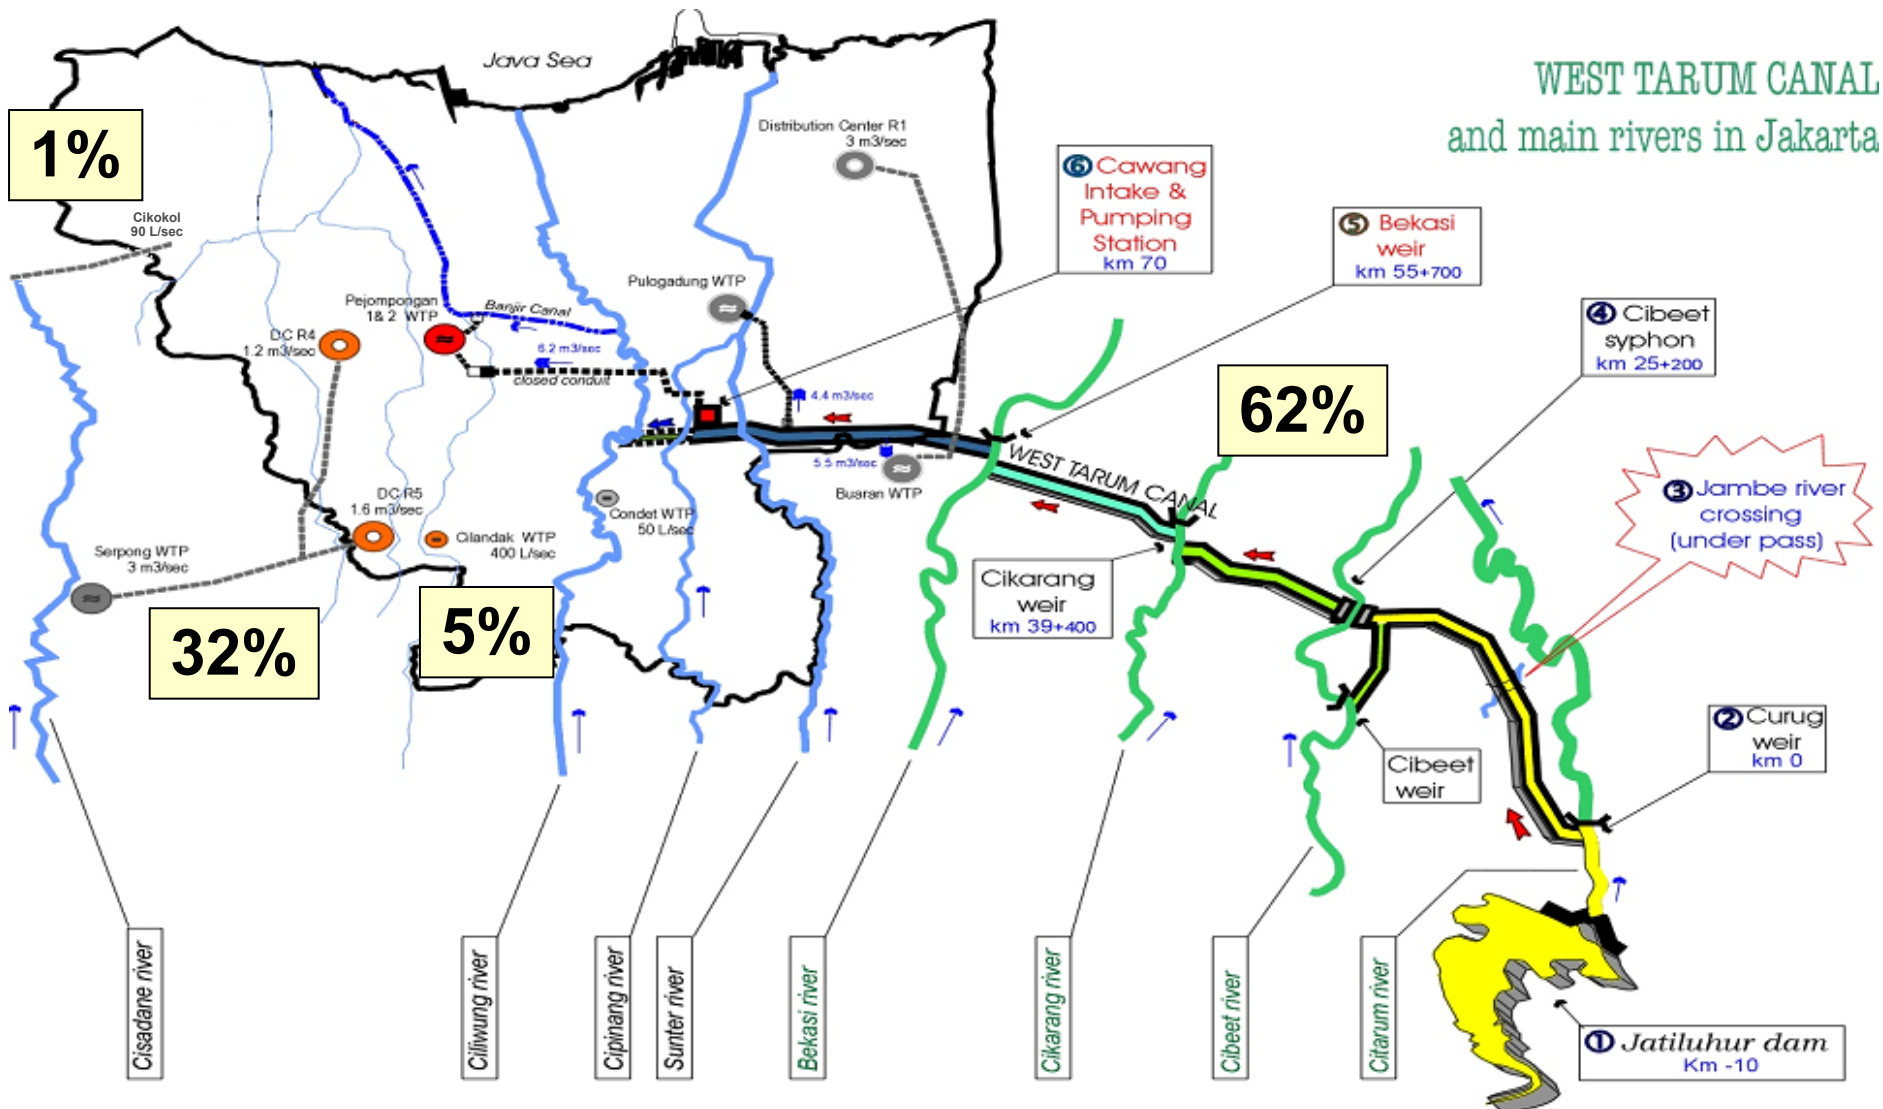 WEST TARUM CANAL
and main rivers in Jakarta
Java Sea
1%
Cikokol
90 L/sec
Distribution Center R1
3 m3/sec
6 Cawang
Intake &
Pumping
Station
km 70
5 Bekasi
weir
km 55+700
4 Cibeet
syphon
km 25+200
Pulogadung WTP
Pejompongan
1& 2 WTP
Banjir Canal
6.2 m3/sec
closed conduit
DC R4
1.2 m3/sec
4.4 m3/sec
62%
5.5 m3/sec
Buaran WTP
WEST TARUM CANAL
3 Jambe river
crossing
(under pass)
DC R5
1.6 m3/sec
Condet WTP
50 L/sec
Cilandak WTP
400 L/sec
Serpong WTP
3 m3/sec
Cikarang
weir
km 39+400
32%
5%
2 Curug
weir
km 0
Cibeet
weir
Cisadane river
Ciliwung river
Cipinang river
Sunter river
Bekasi river
Cikarang river
Cibeet river
Citarum river
1 Jatiluhur dam
Km -10